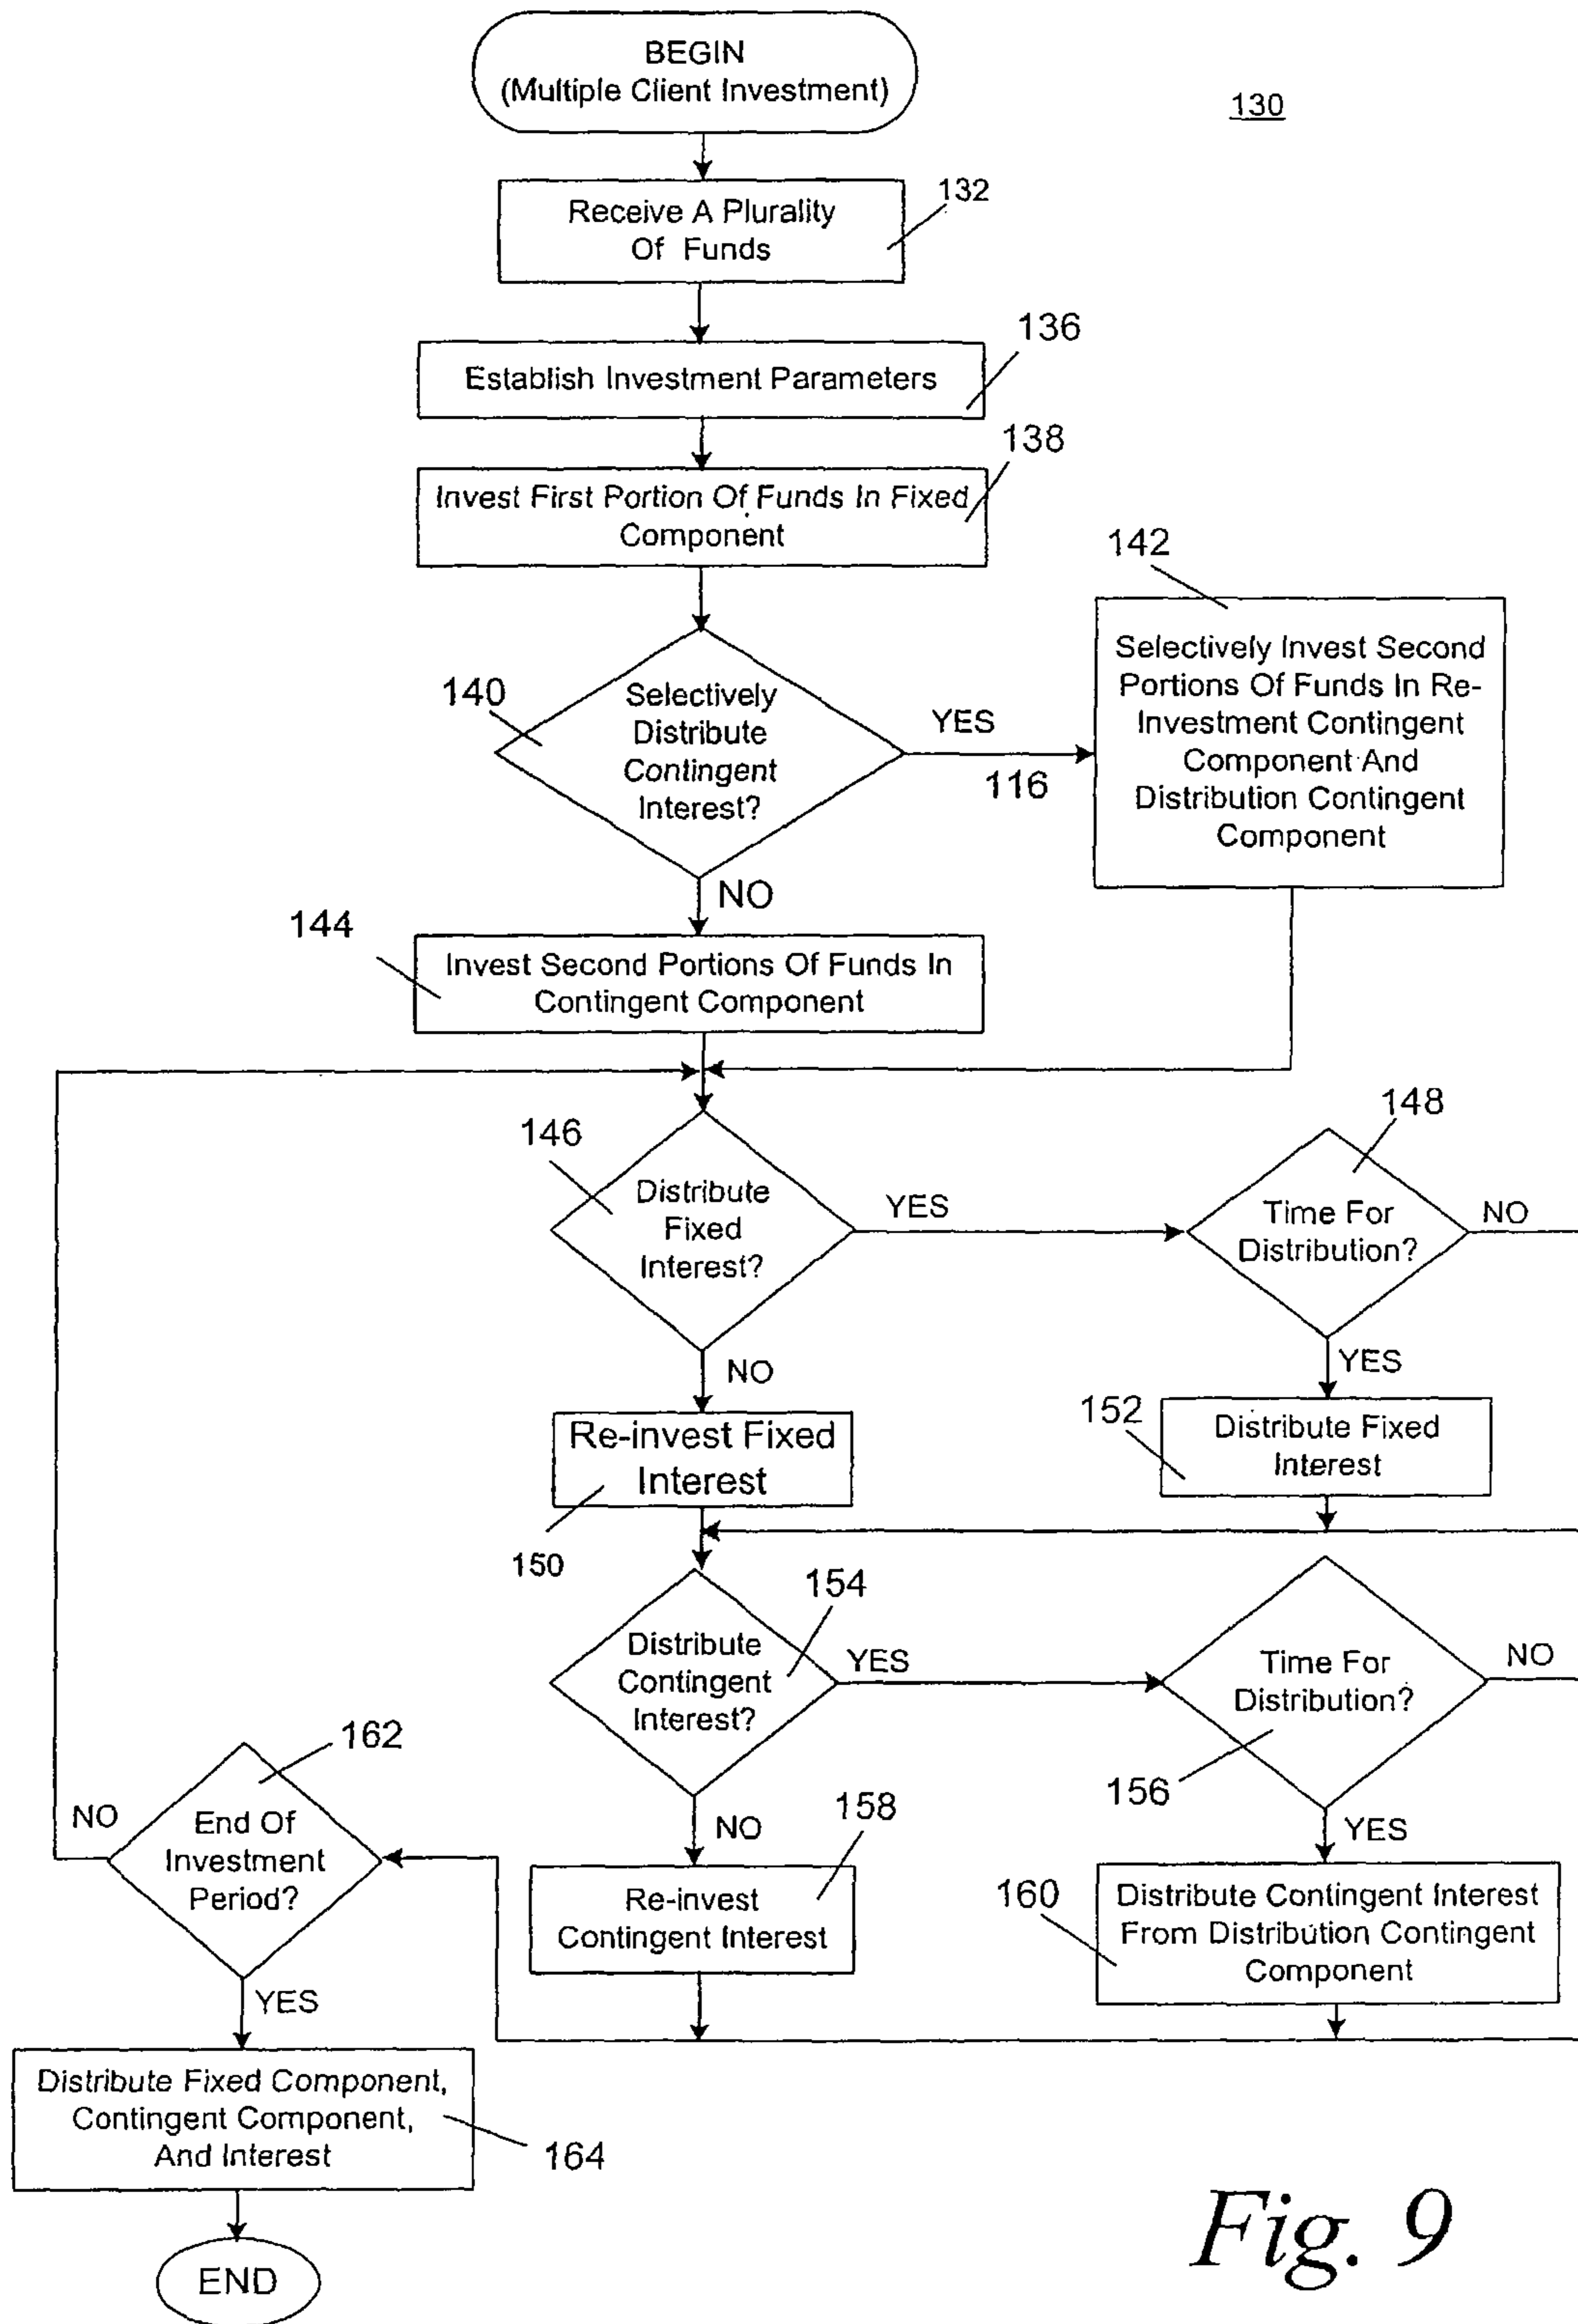 BEGIN
(Multiple Client Investment)
130
132
Receive A Plurality
Of Funds
136
Establish Investment Parameters
138
Invest First Portion Of Funds In Fixed
Component
142
140
Selectively
Distribute
Contingent
Interest?
YES
116
Selectively Invest Second
Portions Of Funds In Re-
Investment Contingent
Component And
Distribution Contingent
Component
NO
144
Invest Second Portions Of Funds In
Contingent Component
146
Distribute
Fixed
Interest?
YES
148
Time For
Distribution?
NO
NO
YES
Re-invest Fixed
Interest
150
152
Distribute Fixed
Interest
154
Distribute
Contingent
Interest?
YES
Time For
Distribution?
NO
156
162
End Of
Investment
Period?
NO
NO
158
Re-invest
Contingent Interest
YES
160
Distribute Contingent Interest
From Distribution Contingent
Component
YES
Distribute Fixed Component,
Contingent Component,
And Interest
164
END
Fig. 9